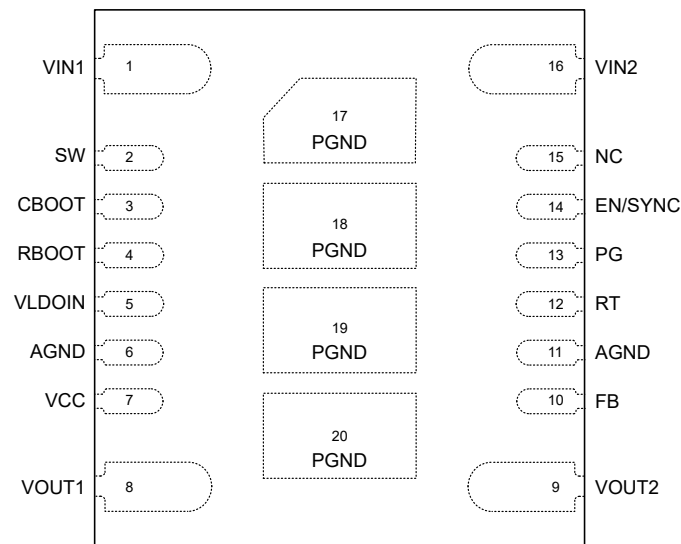 VIN1 1 16 VIN2
17
PGND
SW 2 15 NC
CBOOT 3 14 EN/SYNC
18
PGND
RBOOT 4 13 PG
VLDOIN 5 12 RT
19
PGND
AGND 6 11 AGND
VCC 7 10 FB
20
PGND
VOUT1 8 9 VOUT2